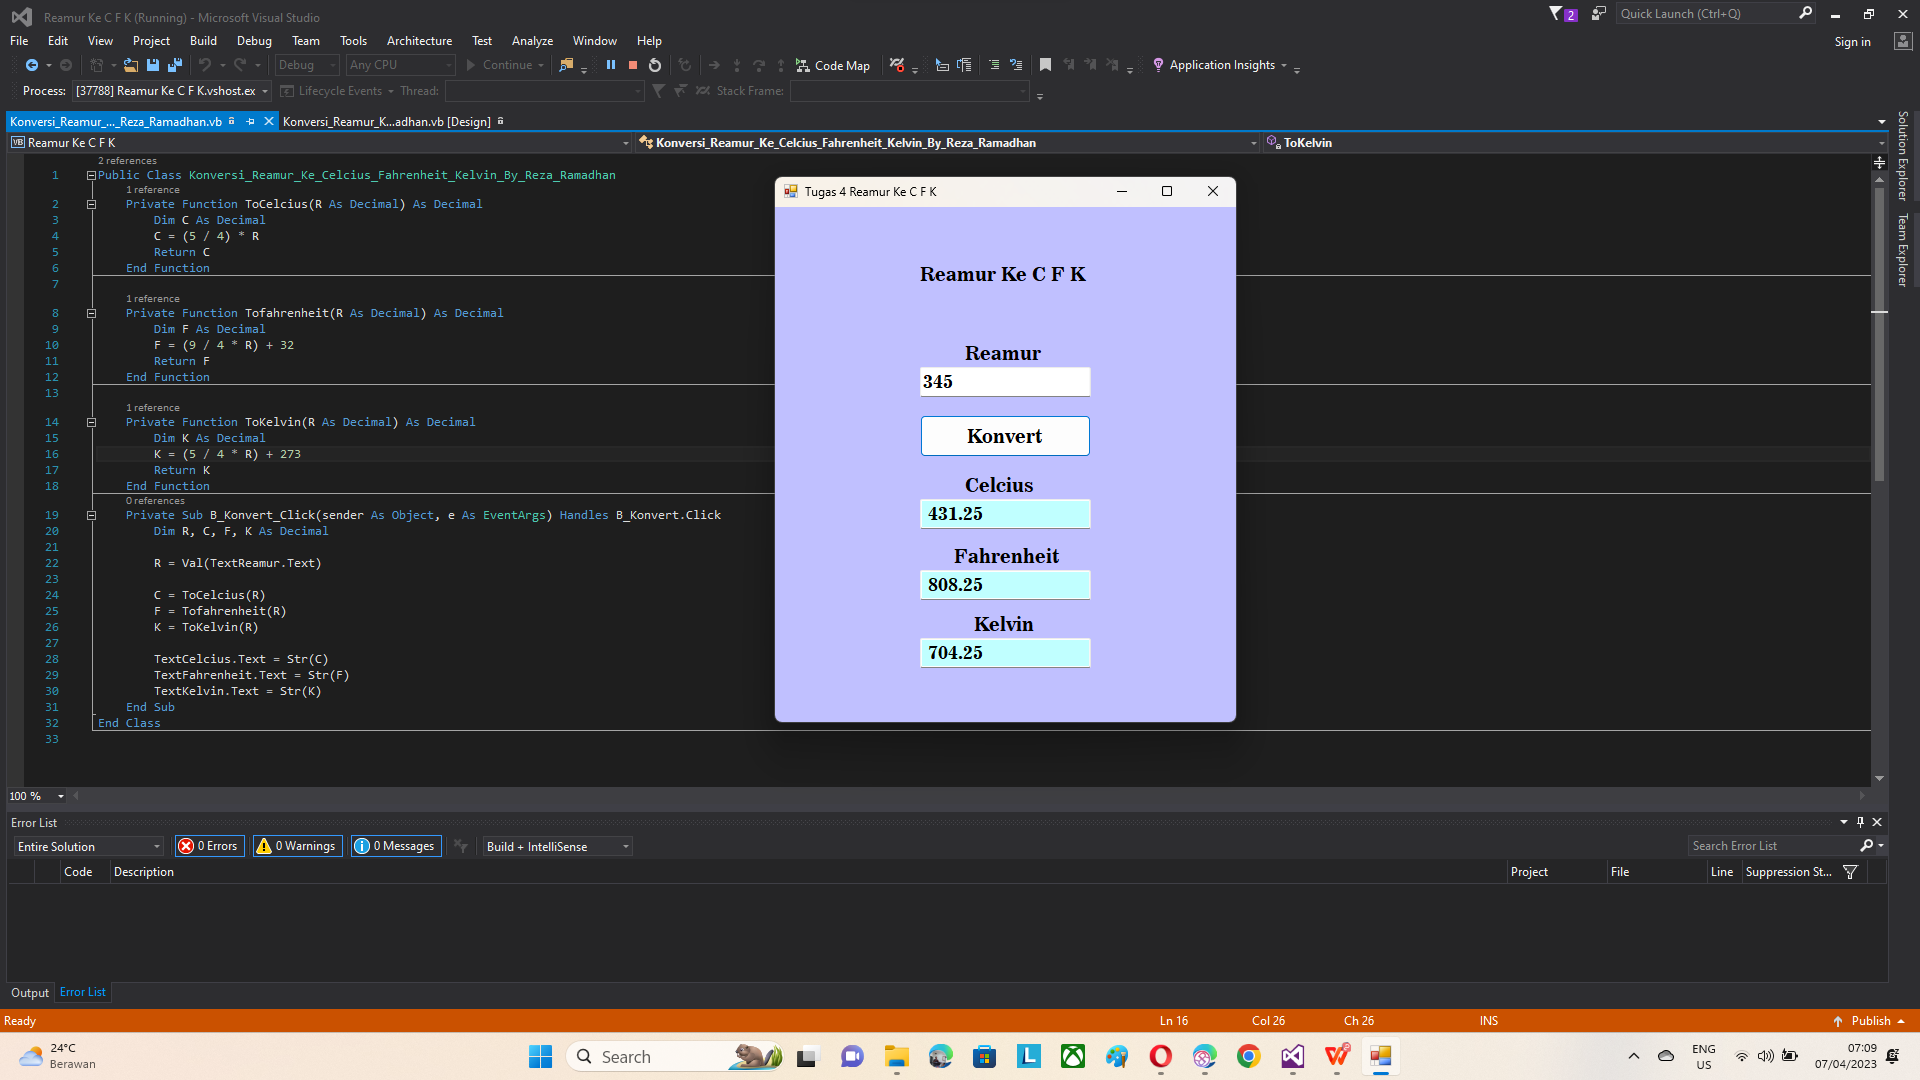 Reamur Ke C F K (Running) - Microsoft Visual Studio
2
Quick Launch (Ctrl+Q)
File Edit View Project Build Debug Team Tools Architecture Test Analyze Window Help
Sign in
Debug Any CPU Continue Code Map Application Insights
Process: [37788] Reamur Ke C F K.vshost.ex Lifecycle Events Thread: Stack Frame:
Konversi_Reamur_..._Reza_Ramadhan.vb Konversi_Reamur_K...adhan.vb [Design]
VB Reamur Ke C F K Konversi_Reamur_Ke_Celcius_Fahrenheit_Kelvin_By_Reza_Ramadhan ToKelvin
Solution Explorer
Team Explorer
2 references
1 Public Class Konversi_Reamur_Ke_Celcius_Fahrenheit_Kelvin_By_Reza_Ramadhan
1 reference
2 Private Function ToCelcius(R As Decimal) As Decimal
3 Dim C As Decimal
4 C = (5 / 4) * R
5 Return C
6 End Function
7
1 reference
8 Private Function Tofahrenheit(R As Decimal) As Decimal
9 Dim F As Decimal
10 F = (9 / 4 * R) + 32
11 Return F
12 End Function
13
1 reference
14 Private Function ToKelvin(R As Decimal) As Decimal
15 Dim K As Decimal
16 K = (5 / 4 * R) + 273
17 Return K
18 End Function
0 references
19 Private Sub B_Konvert_Click(sender As Object, e As EventArgs) Handles B_Konvert.Click
20 Dim R, C, F, K As Decimal
21
22 R = Val(TextReamur.Text)
23
24 C = ToCelcius(R)
25 F = Tofahrenheit(R)
26 K = ToKelvin(R)
27
28 TextCelcius.Text = Str(C)
29 TextFahrenheit.Text = Str(F)
30 TextKelvin.Text = Str(K)
31 End Sub
32 End Class
33
Tugas 4 Reamur Ke C F K
Reamur Ke C F K
Reamur
345
Konvert
Celcius
431.25
Fahrenheit
808.25
Kelvin
704.25
100 %
Error List
Entire Solution 0 Errors 0 Warnings 0 Messages Build + IntelliSense Search Error List
Code Description Project File Line Suppression St...
Output Error List
Ready Ln 16 Col 26 Ch 26 INS Publish
24°C
Berawan
Search
ENG
US
07:09
07/04/2023